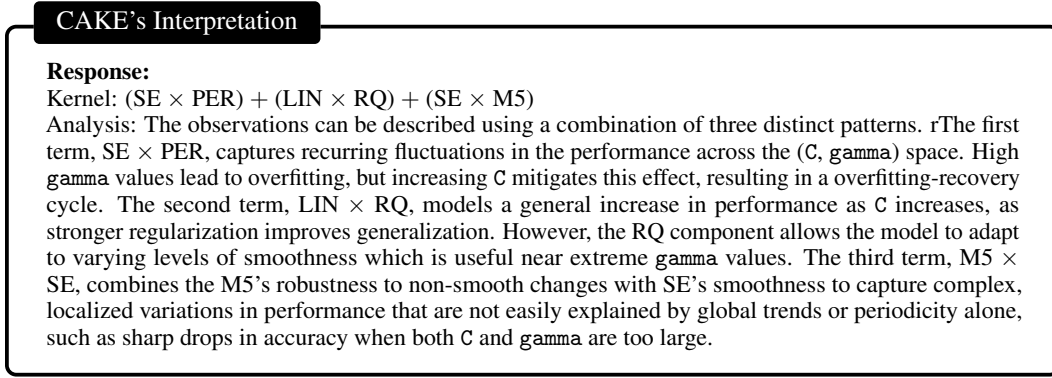 CAKE's Interpretation
Response:
Kernel: (SE × PER) + (LIN × RQ) + (SE × M5)
Analysis: The observations can be described using a combination of three distinct patterns. rThe first
term, SE × PER, captures recurring fluctuations in the performance across the (C, gamma) space. High
gamma values lead to overfitting, but increasing C mitigates this effect, resulting in a overfitting-recovery
cycle. The second term, LIN × RQ, models a general increase in performance as C increases, as
stronger regularization improves generalization. However, the RQ component allows the model to adapt
to varying levels of smoothness which is useful near extreme gamma values. The third term, M5 ×
SE, combines the M5's robustness to non-smooth changes with SE's smoothness to capture complex,
localized variations in performance that are not easily explained by global trends or periodicity alone,
such as sharp drops in accuracy when both C and gamma are too large.